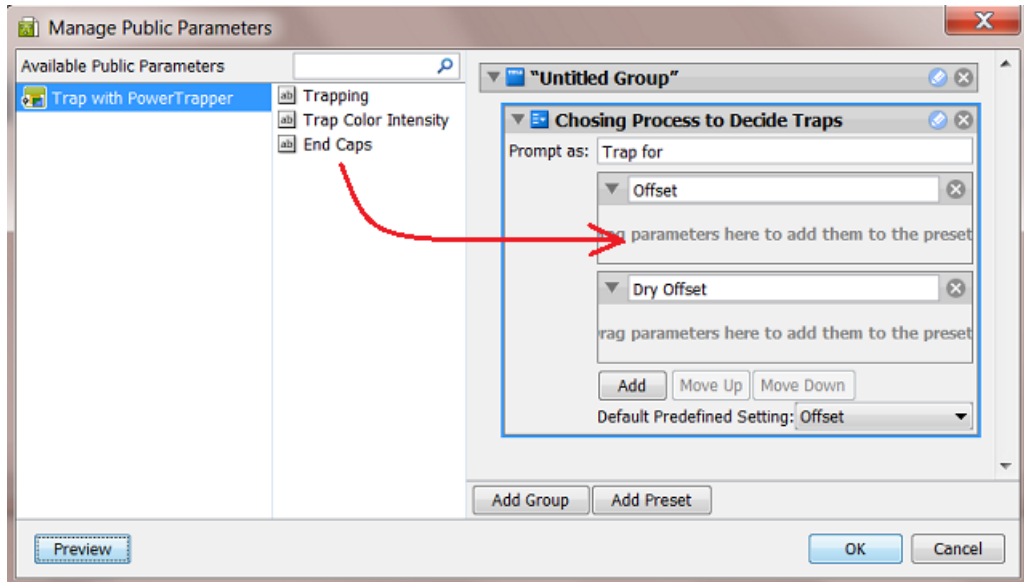 Manage Public Parameters
Available Public Parameters
Trap with PowerTrapper
ab Trapping
ab Trap Color Intensity
ab End Caps
"Untitled Group"
Chosing Process to Decide Traps
Prompt as: Trap for
Offset
parameters here to add them to the preset
Dry Offset
rag parameters here to add them to the preset
Add Move Up Move Down
Default Predefined Setting: Offset
Add Group Add Preset
Preview OK Cancel